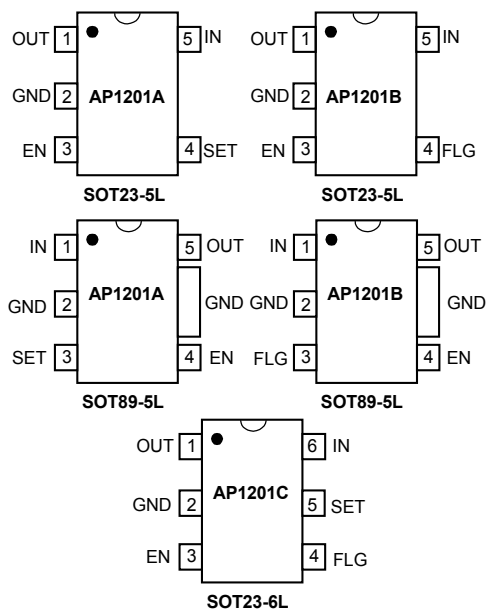 OUT 1 5 IN
GND 2 AP1201A
EN 3 4 SET
SOT23-5L
OUT 1 5 IN
GND 2 AP1201B
EN 3 4 FLG
SOT23-5L
IN 1 5 OUT
GND 2 AP1201A GND
SET 3 4 EN
SOT89-5L
IN 1 5 OUT
GND 2 AP1201B GND
FLG 3 4 EN
SOT89-5L
OUT 1 6 IN
GND 2 AP1201C 5 SET
EN 3 4 FLG
SOT23-6L